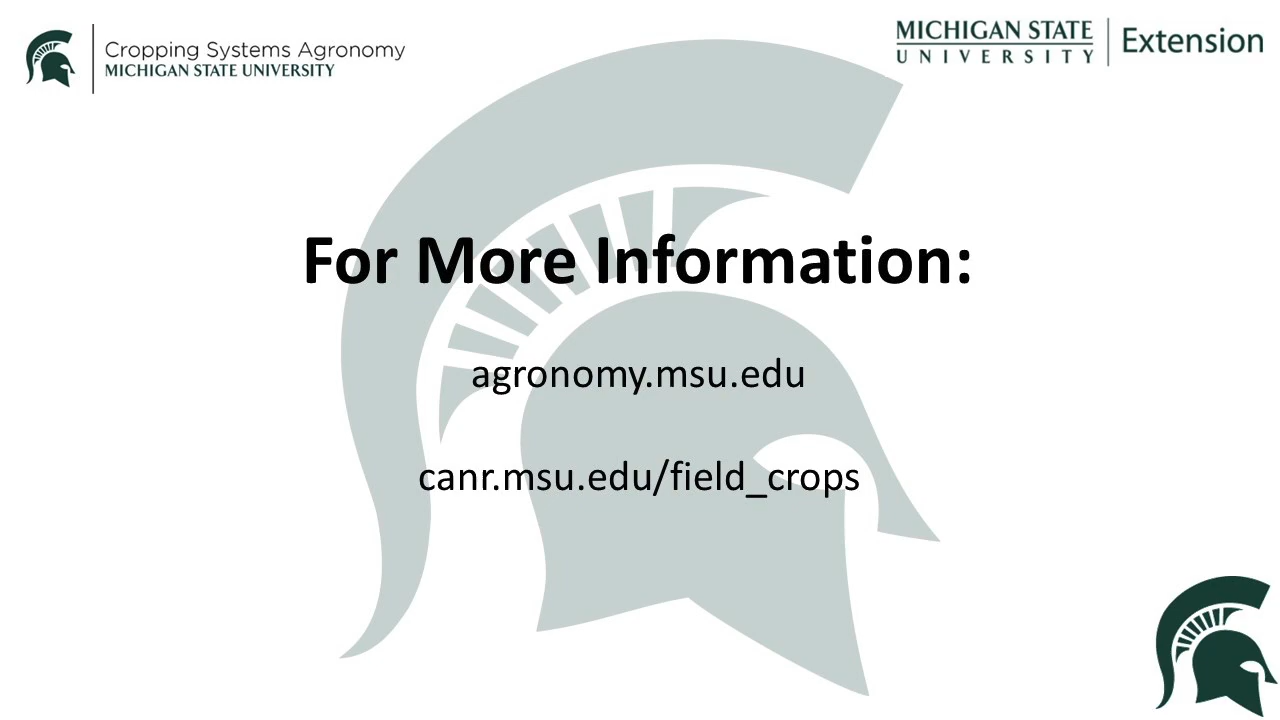 Cropping Systems Agronomy
MICHIGAN STATE UNIVERSITY
MICHIGAN STATE
UNIVERSITY
Extension
For More Information:
agronomy.msu.edu
canr.msu.edu/field_crops